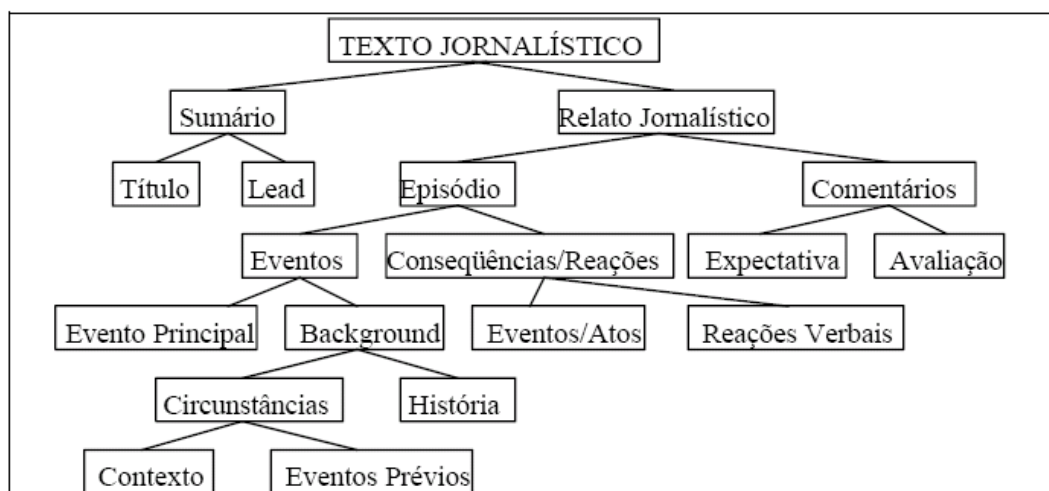 TEXTO JORNALÍSTICO
Sumário Relato Jornalístico
Título Lead Episódio Comentários
Eventos Conseqüências/Reações Expectativa Avaliação
Evento Principal Background Eventos/Atos Reações Verbais
Circunstâncias História
Contexto Eventos Prévios